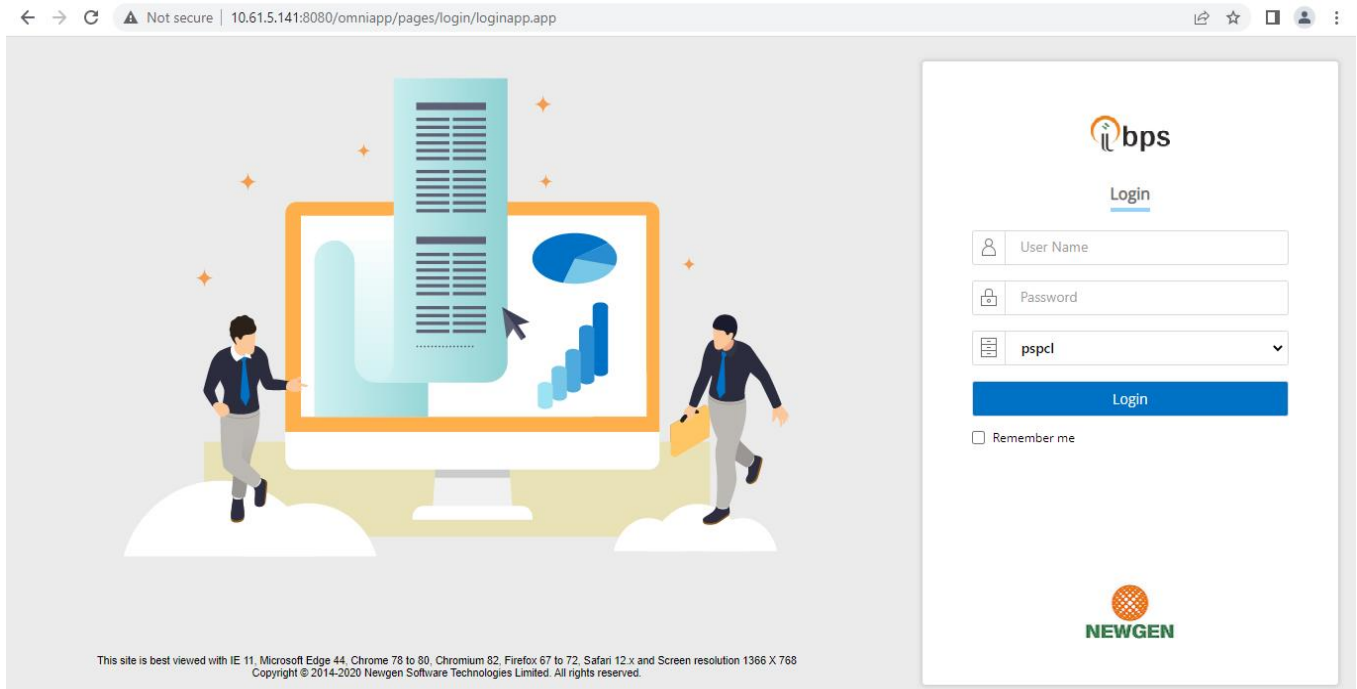 Not secure | 10.61.5.141:8080/omniapp/pages/login/loginapp.app
ibps
Login
User Name
Password
pspcl
Login
Remember me
NEWGEN
This site is best viewed with IE 11, Microsoft Edge 44, Chrome 78 to 80, Chromium 82, Firefox 67 to 72, Safari 12.x and Screen resolution 1366 X 768
Copyright © 2014-2020 Newgen Software Technologies Limited. All rights reserved.